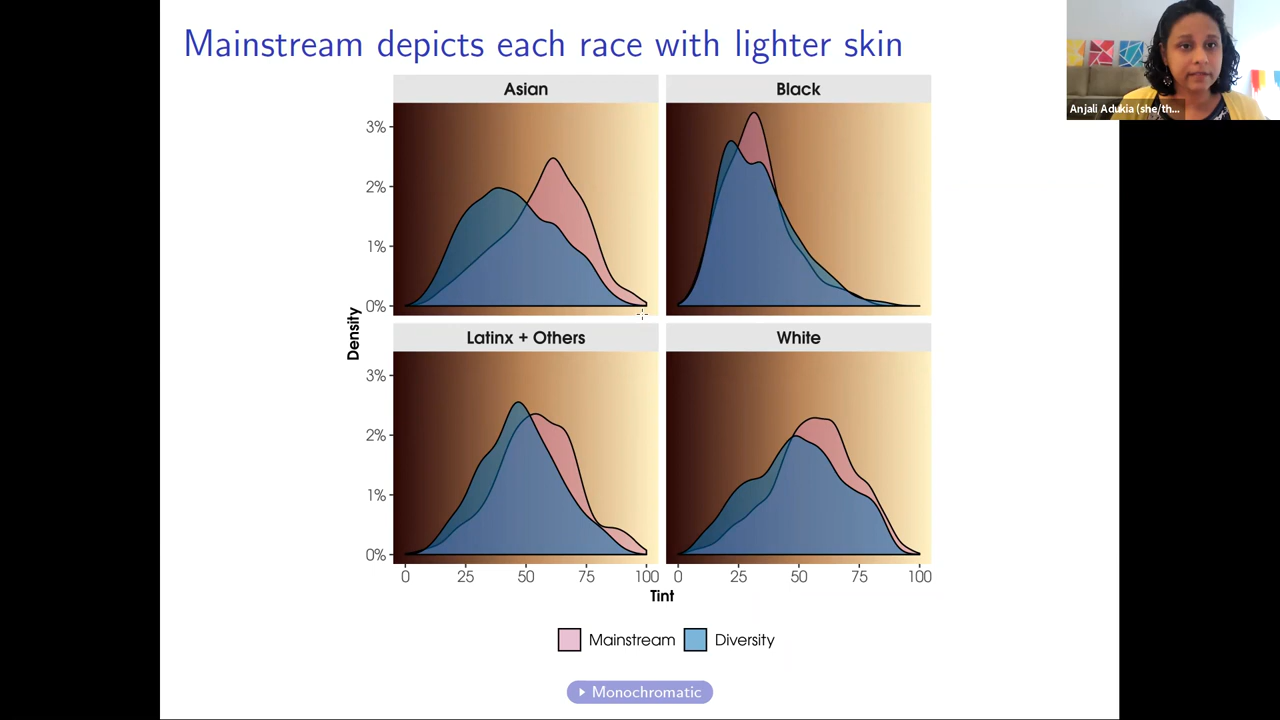 Mainstream depicts each race with lighter skin
Anjali Adukia (she/th...
Asian
Black
3%
2%
1%
0%
Density
Latinx + Others
White
3%
2%
1%
0%
0 25 50 75 100 0 25 50 75 100
Tint
Mainstream Diversity
Monochromatic